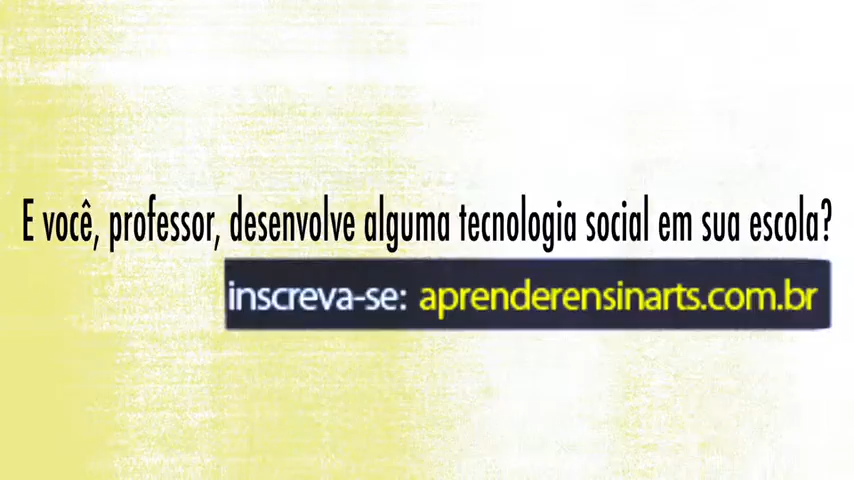 E você, professor, desenvolve alguma tecnologia social em sua escola?
inscreva-se: aprenderensinarts.com.br